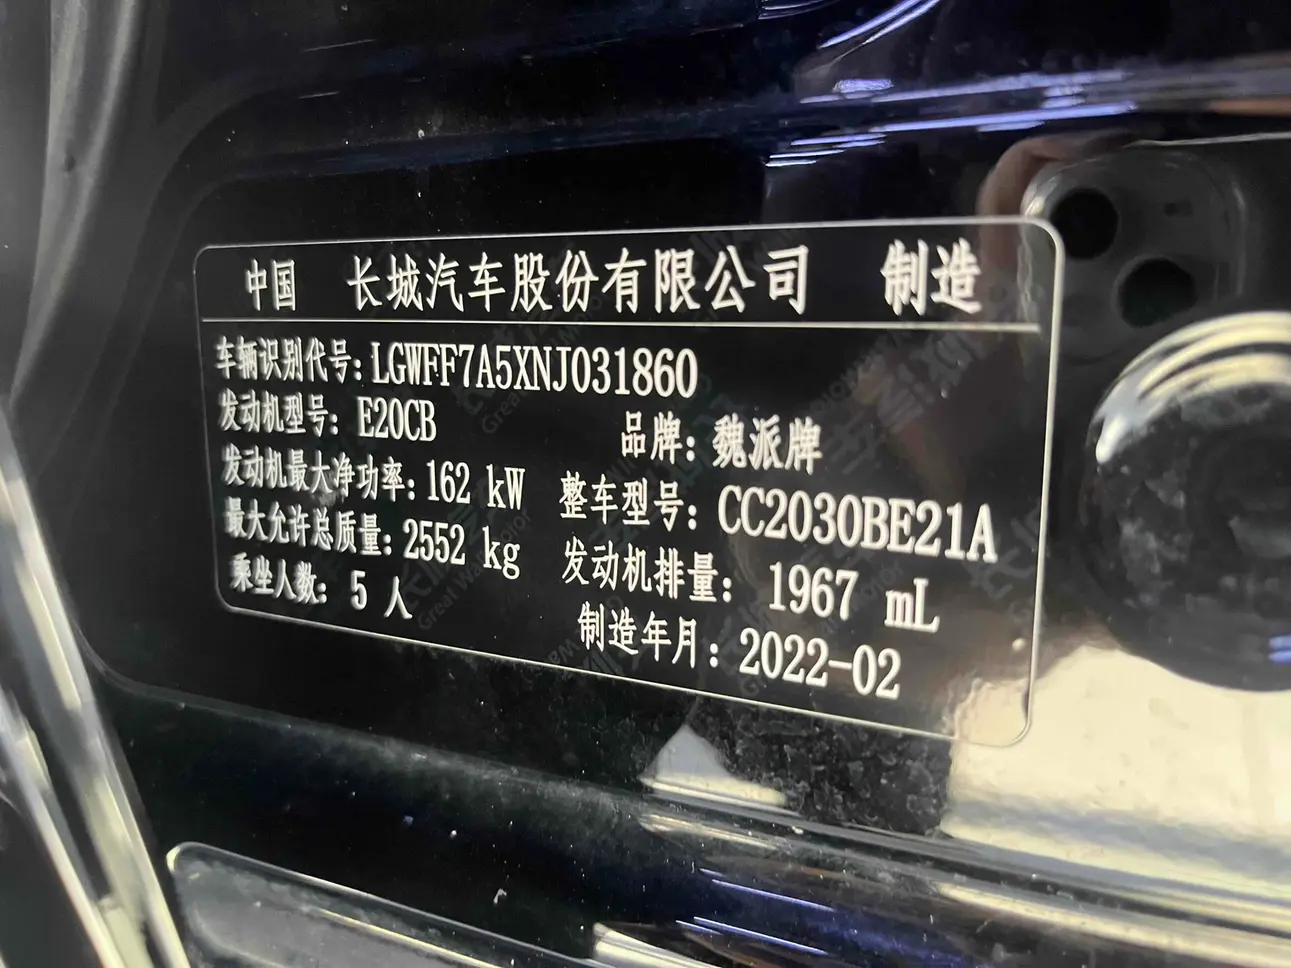 中国 长城汽车股份有限公司 制造
车辆识别代号: LGWFF7A5XNJ031860
发动机型号: E20CB 品牌: 魏派牌
发动机最大净功率: 162 kW 整车型号: CC2030BE21A
最大允许总质量: 2552 kg 发动机排量: 1967 mL
乘坐人数: 5 人 制造年月: 2022-02